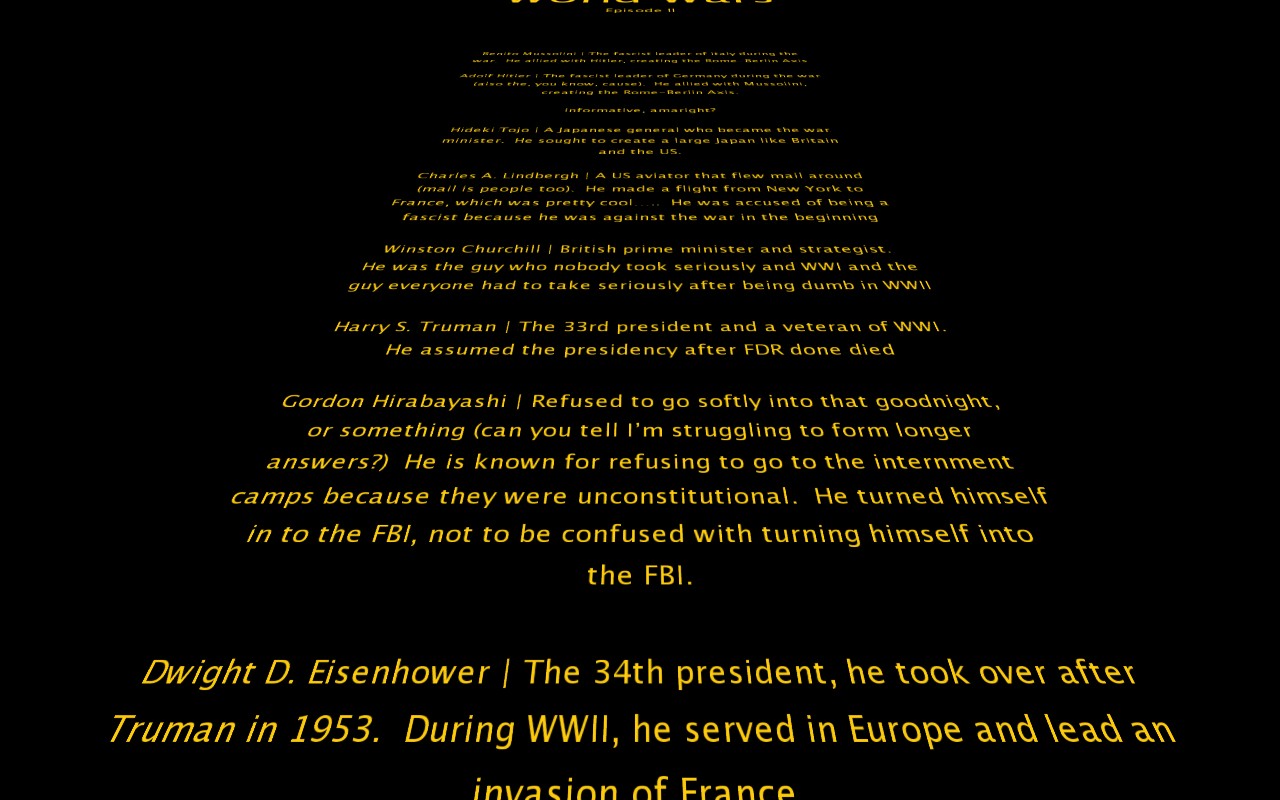 World Wars
Episode II
Benito Mussolini | The fascist leader of Italy during the
war. He allied with Hitler, creating the Rome-Berlin Axis
Adolf Hitler | The fascist leader of Germany during the war
(also the, you know, cause). He allied with Mussolini,
creating the Rome-Berlin Axis.
Informative, amaright?
Hideki Tojo | A Japanese general who became the war
minister. He sought to create a large Japan like Britain
and the US.
Charles A. Lindbergh | A US aviator that flew mail around
(mail is people too). He made a flight from New York to
France, which was pretty cool..... He was accused of being a
fascist because he was against the war in the beginning
Winston Churchill | British prime minister and strategist.
He was the guy who nobody took seriously and WWI and the
guy everyone had to take seriously after being dumb in WWII
Harry S. Truman | The 33rd president and a veteran of WWI.
He assumed the presidency after FDR done died
Gordon Hirabayashi | Refused to go softly into that goodnight,
or something (can you tell I'm struggling to form longer
answers?) He is known for refusing to go to the internment
camps because they were unconstitutional. He turned himself
in to the FBI, not to be confused with turning himself into
the FBI.
Dwight D. Eisenhower | The 34th president, he took over after
Truman in 1953. During WWII, he served in Europe and lead an
invasion of France